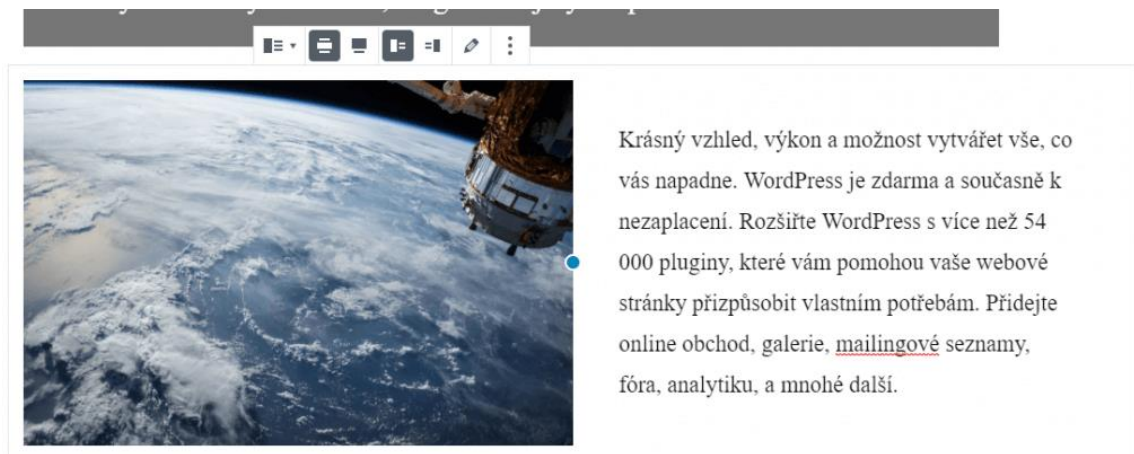 Krásný vzhled, výkon a možnost vytvářet vše, co
vás napadne. WordPress je zdarma a současně k
nezaplacení. Rozšiřte WordPress s více než 54
000 pluginy, které vám pomohou vaše webové
stránky přizpůsobit vlastním potřebám. Přidejte
online obchod, galerie, mailingové seznamy,
fóra, analytiku, a mnohé další.